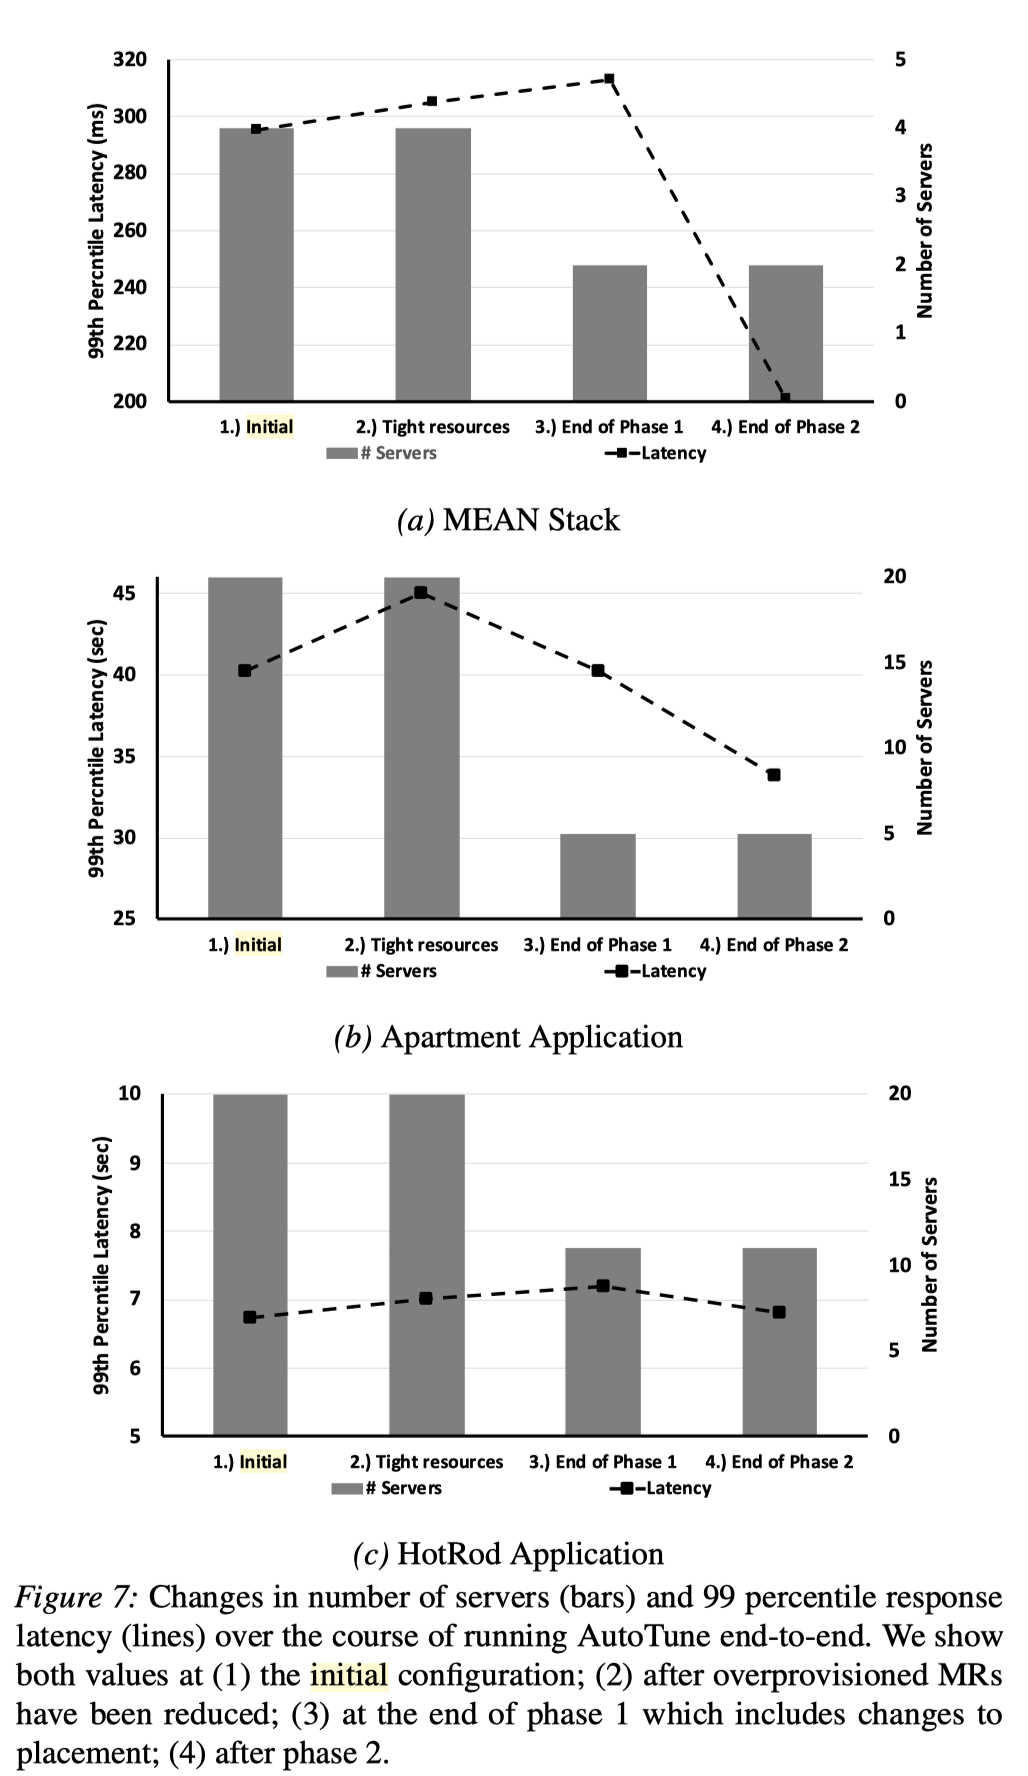 320
300
280
260
240
220
200
99th Percntile Latency (ms)
5
4
3
2
1
0
Number of Servers
1.) Initial
2.) Tight resources
3.) End of Phase 1
4.) End of Phase 2
# Servers
Latency
(a) MEAN Stack
45
40
35
30
25
99th Percntile Latency (sec)
20
15
10
5
0
Number of Servers
1.) Initial
2.) Tight resources
3.) End of Phase 1
4.) End of Phase 2
# Servers
Latency
(b) Apartment Application
10
9
8
7
6
5
99th Percntile Latency (sec)
20
15
10
5
0
Number of Servers
1.) Initial
2.) Tight resources
3.) End of Phase 1
4.) End of Phase 2
# Servers
Latency
(c) HotRod Application
Figure 7: Changes in number of servers (bars) and 99 percentile response
latency (lines) over the course of running AutoTune end-to-end. We show
both values at (1) the initial configuration; (2) after overprovisioned MRs
have been reduced; (3) at the end of phase 1 which includes changes to
placement; (4) after phase 2.